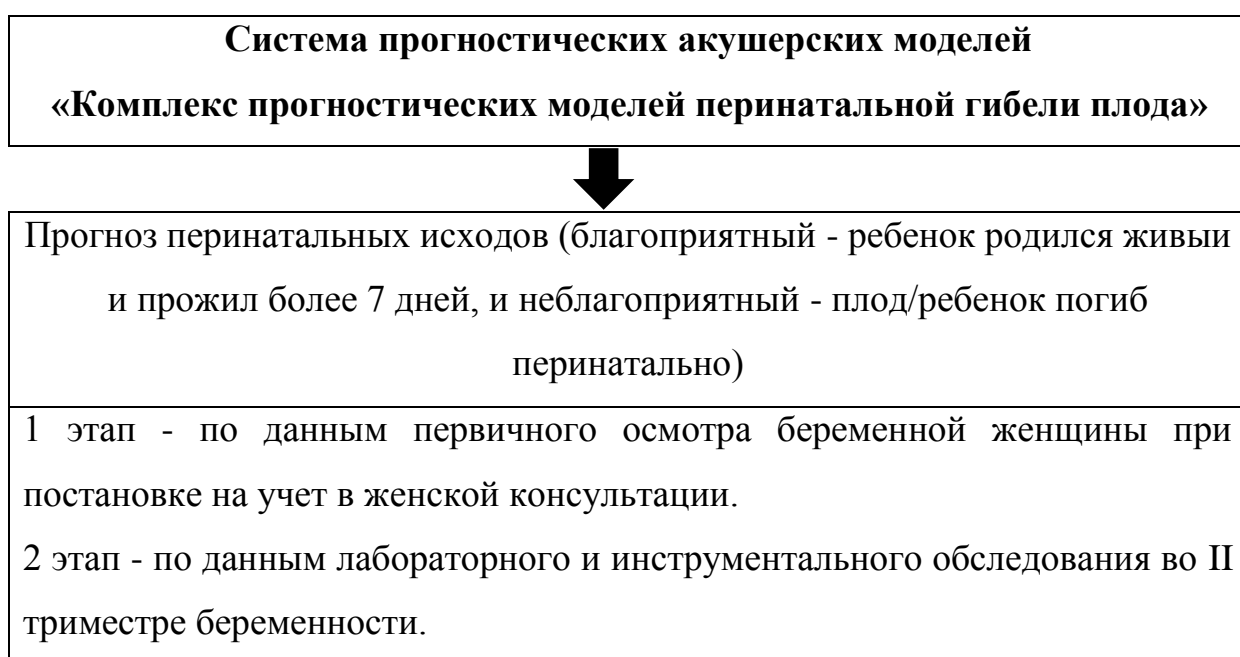 Система прогностических акушерских моделей
«Комплекс прогностических моделей перинатальной гибели плода»
Прогноз перинатальных исходов (благоприятный - ребенок родился живыи
и прожил более 7 дней, и неблагоприятный - плод/ребенок погиб
перинатально)
1 этап - по данным первичного осмотра беременной женщины при
постановке на учет в женской консультации.
2 этап - по данным лабораторного и инструментального обследования во II
триместре беременности.